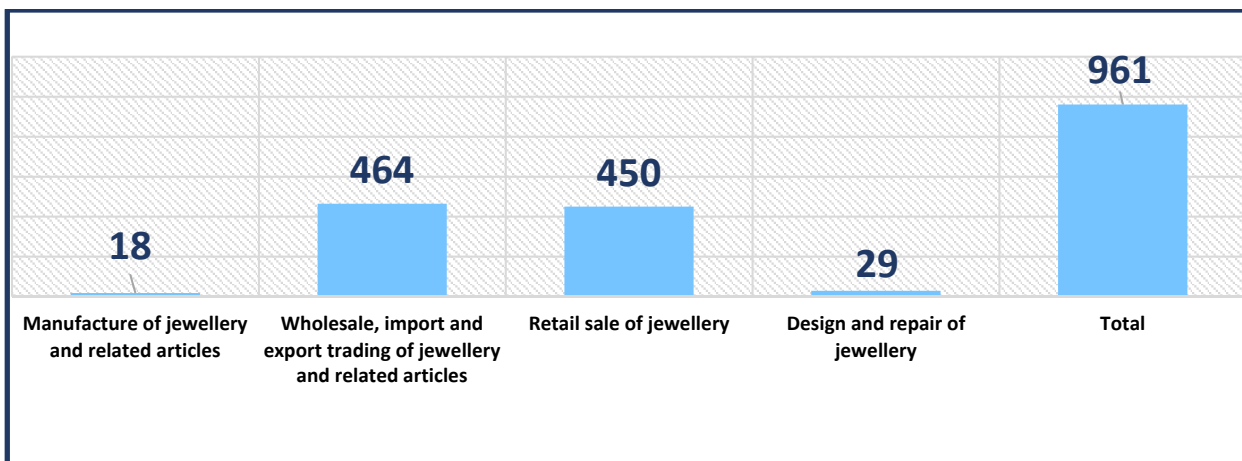 961
464
450
18
29
Manufacture of jewellery
and related articles
Wholesale, import and
export trading of jewellery
and related articles
Retail sale of jewellery
Design and repair of
jewellery
Total